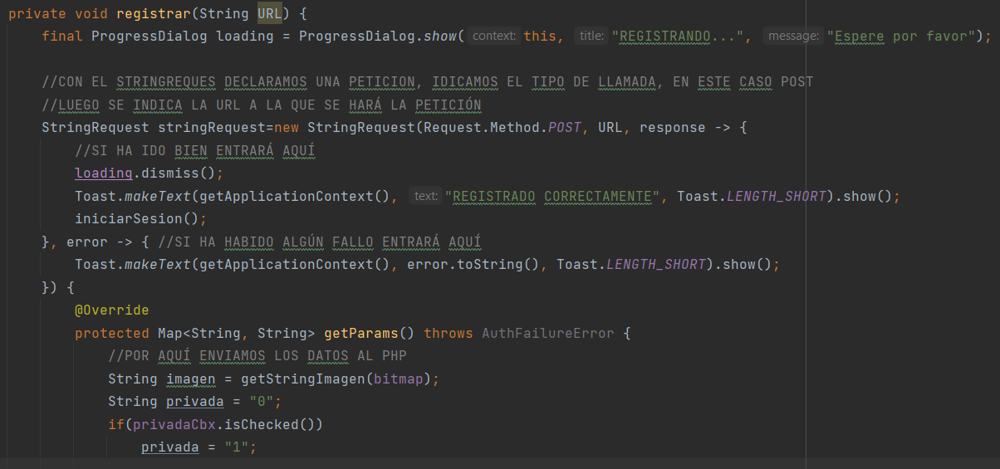 private void registrar(String URL) {
final ProgressDialog loading = ProgressDialog.show( context: this, title: "REGISTRANDO...", message: "Espere por favor");
//CON EL STRINGREQUES DECLARAMOS UNA PETICION, IDICAMOS EL TIPO DE LLAMADA, EN ESTE CASO POST
//LUEGO SE INDICA LA URL A LA QUE SE HARÁ LA PETICIÓN
StringRequest stringRequest=new StringRequest(Request.Method.POST, URL, response -> {
//SI HA IDO BIEN ENTRARÁ AQUÍ
loading.dismiss();
Toast.makeText(getApplicationContext(), text: "REGISTRADO CORRECTAMENTE", Toast.LENGTH_SHORT).show();
iniciarSesion();
}, error -> { //SI HA HABIDO ALGÚN FALLO ENTRARÁ AQUÍ
Toast.makeText(getApplicationContext(), error.toString(), Toast.LENGTH_SHORT).show();
}) {
@Override
protected Map<String, String> getParams() throws AuthFailureError {
//POR AQUÍ ENVIAMOS LOS DATOS AL PHP
String imagen = getStringImagen(bitmap);
String privada = "0";
if(privadaCbx.isChecked())
privada = "1";